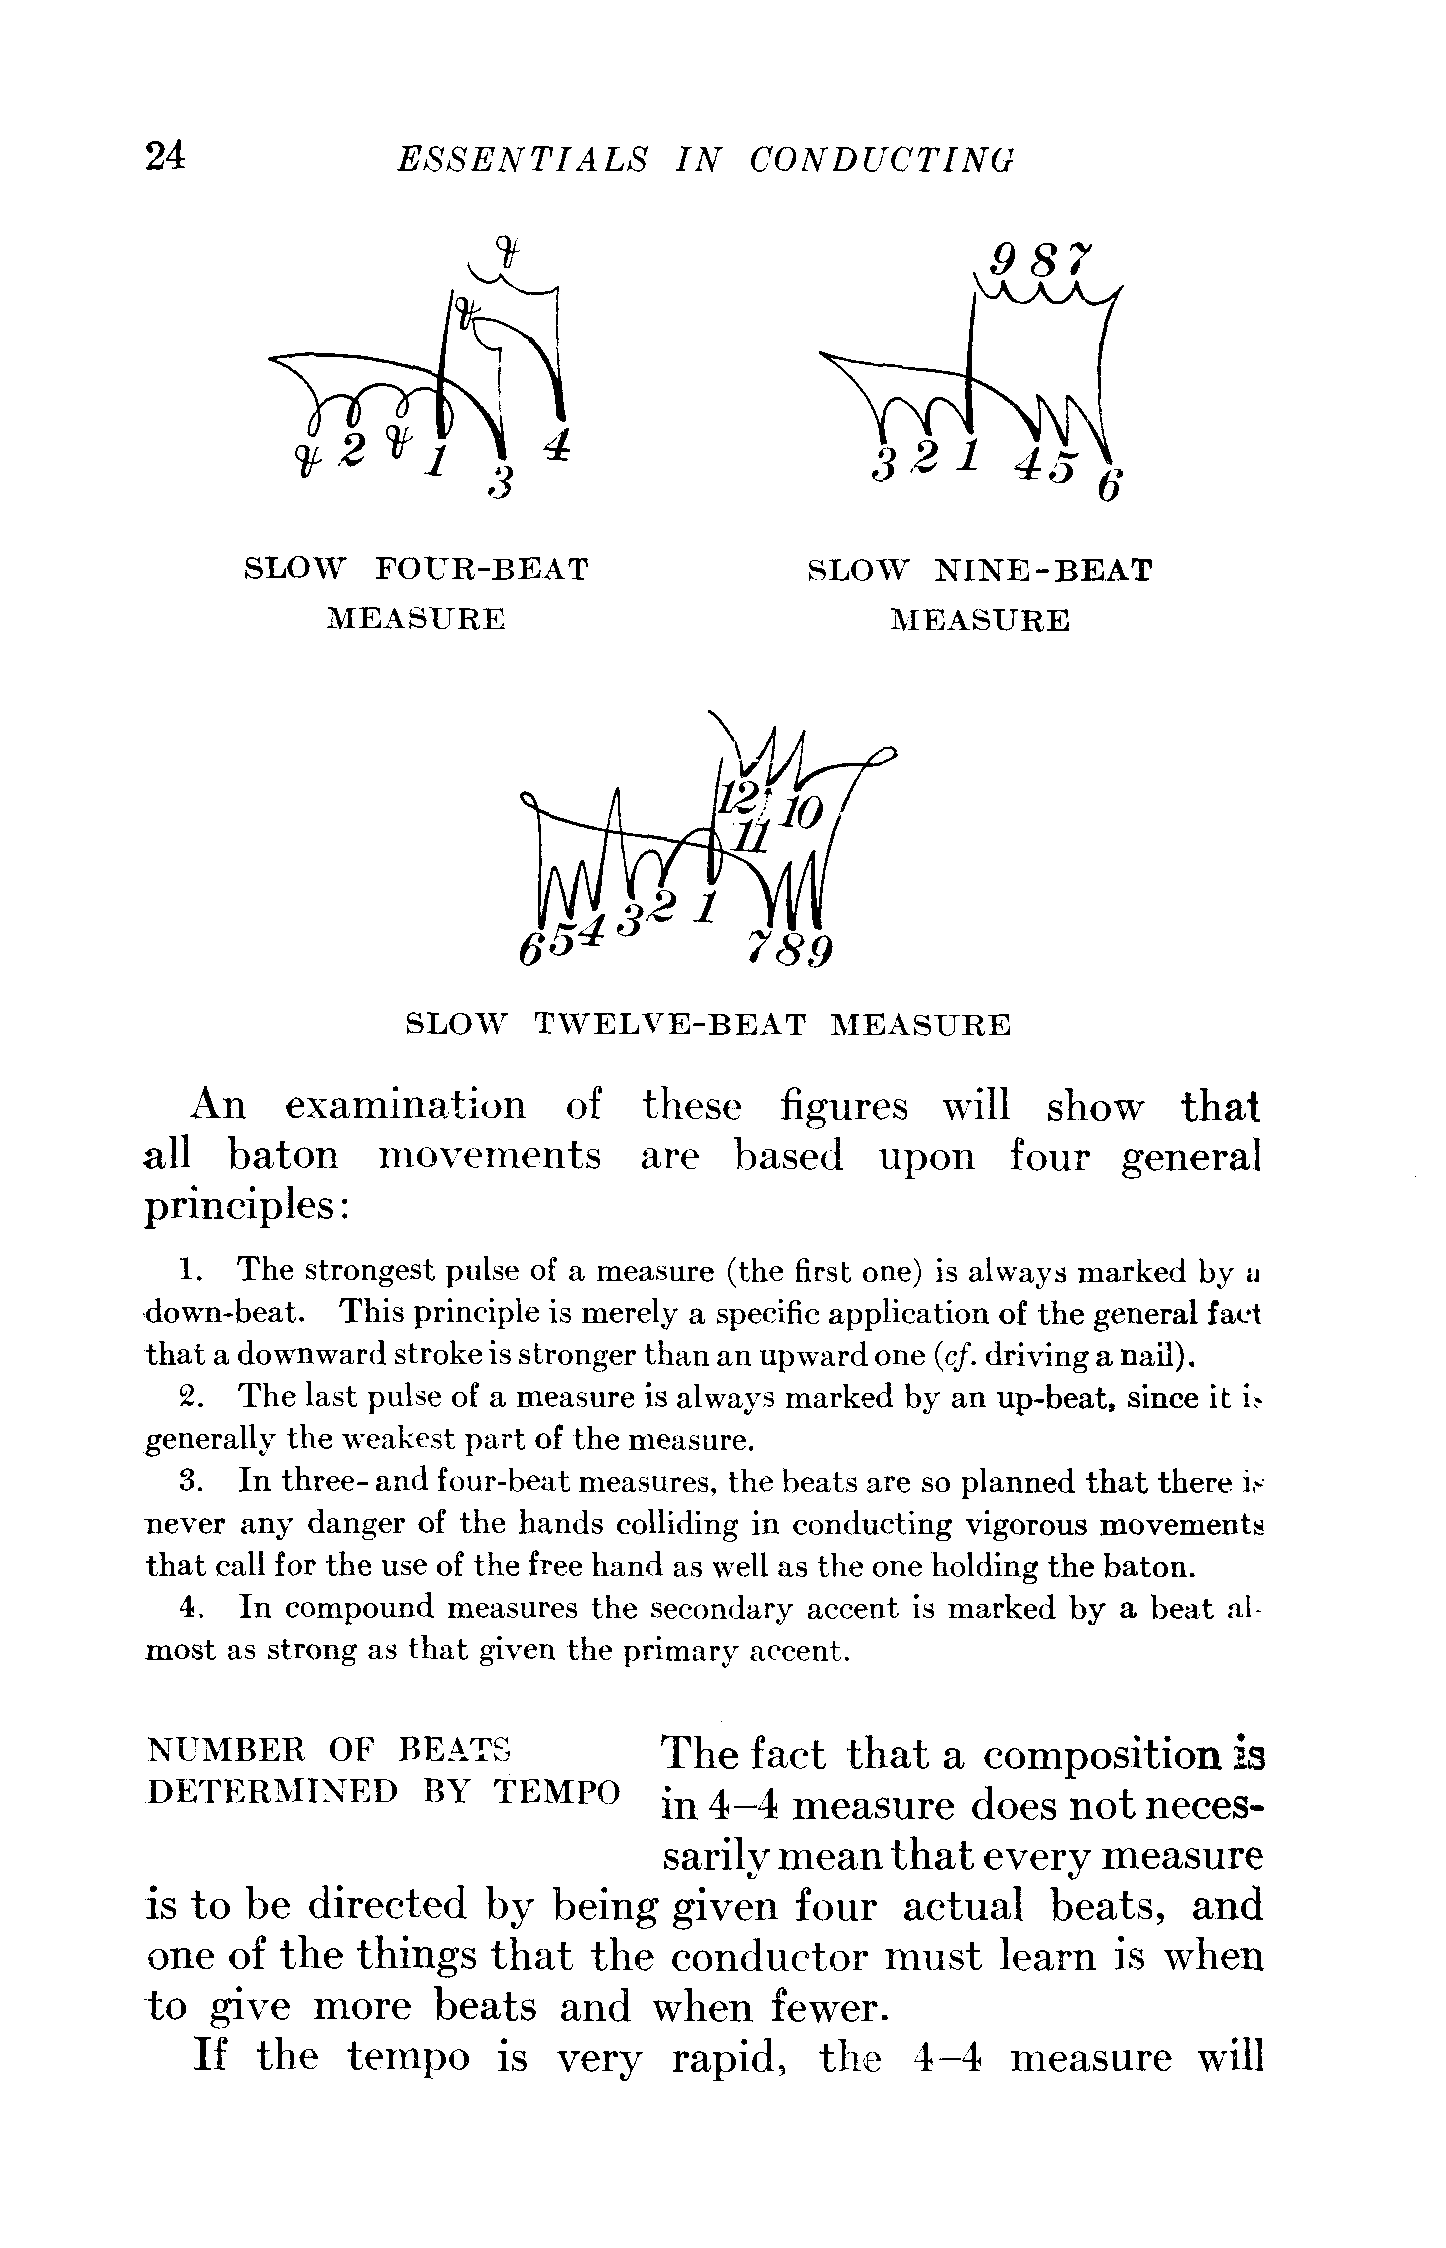 24 ESSENTIALS IN CONDUCTING
& &
& 2 & 1 3 4
9 8 7
3 2 1 4 5 6
SLOW FOUR-BEAT
MEASURE
SLOW NINE-BEAT
MEASURE
12 11 10
6 5 4 3 2 1 7 8 9
SLOW TWELVE-BEAT MEASURE
An examination of these figures will show that
all baton movements are based upon four general
principles:
1. The strongest pulse of a measure (the first one) is always marked by a
down-beat. This principle is merely a specific application of the general fact
that a downward stroke is stronger than an upward one (cf. driving a nail).
2. The last pulse of a measure is always marked by an up-beat, since it is
generally the weakest part of the measure.
3. In three- and four-beat measures, the beats are so planned that there is
never any danger of the hands colliding in conducting vigorous movements
that call for the use of the free hand as well as the one holding the baton.
4. In compound measures the secondary accent is marked by a beat al-
most as strong as that given the primary accent.
NUMBER OF BEATS
DETERMINED BY TEMPO
The fact that a composition is
in 4–4 measure does not neces-
sarily mean that every measure
is to be directed by being given four actual beats, and
one of the things that the conductor must learn is when
to give more beats and when fewer.
If the tempo is very rapid, the 4–4 measure will